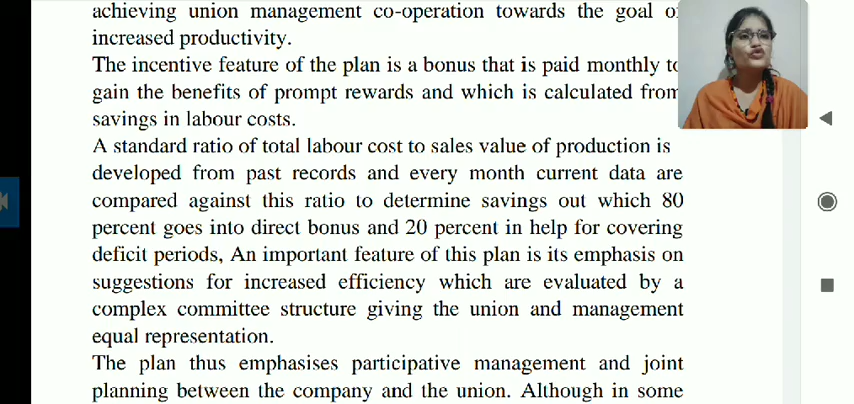 achieving union management co-operation towards the goal
increased productivity.
The incentive feature of the plan is a bonus that is paid monthly
gain the benefits of prompt rewards and which is calculated from
savings in labour costs.
A standard ratio of total labour cost to sales value of production is
developed from past records and every month current data are
compared against this ratio to determine savings out which 80
percent goes into direct bonus and 20 percent in help for covering
deficit periods, An important feature of this plan is its emphasis on
suggestions for increased efficiency which are evaluated by a
complex committee structure giving the union and management
equal representation.
The plan thus emphasises participative management and joint
planning between the company and the union. Although in some